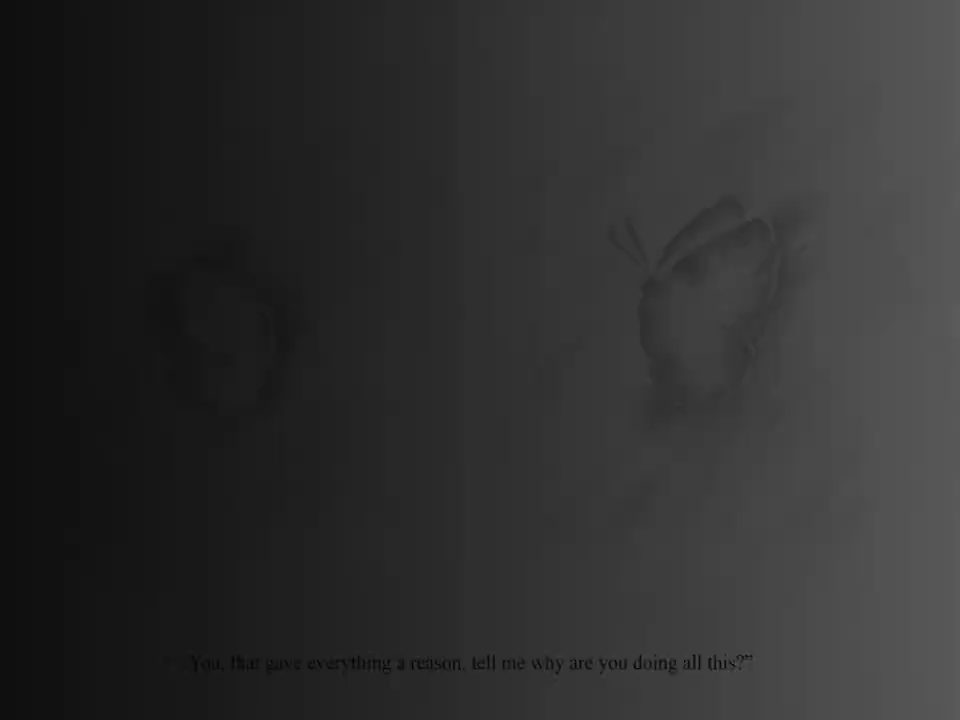 “...You, that gave everything a reason, tell me why are you doing all this?”